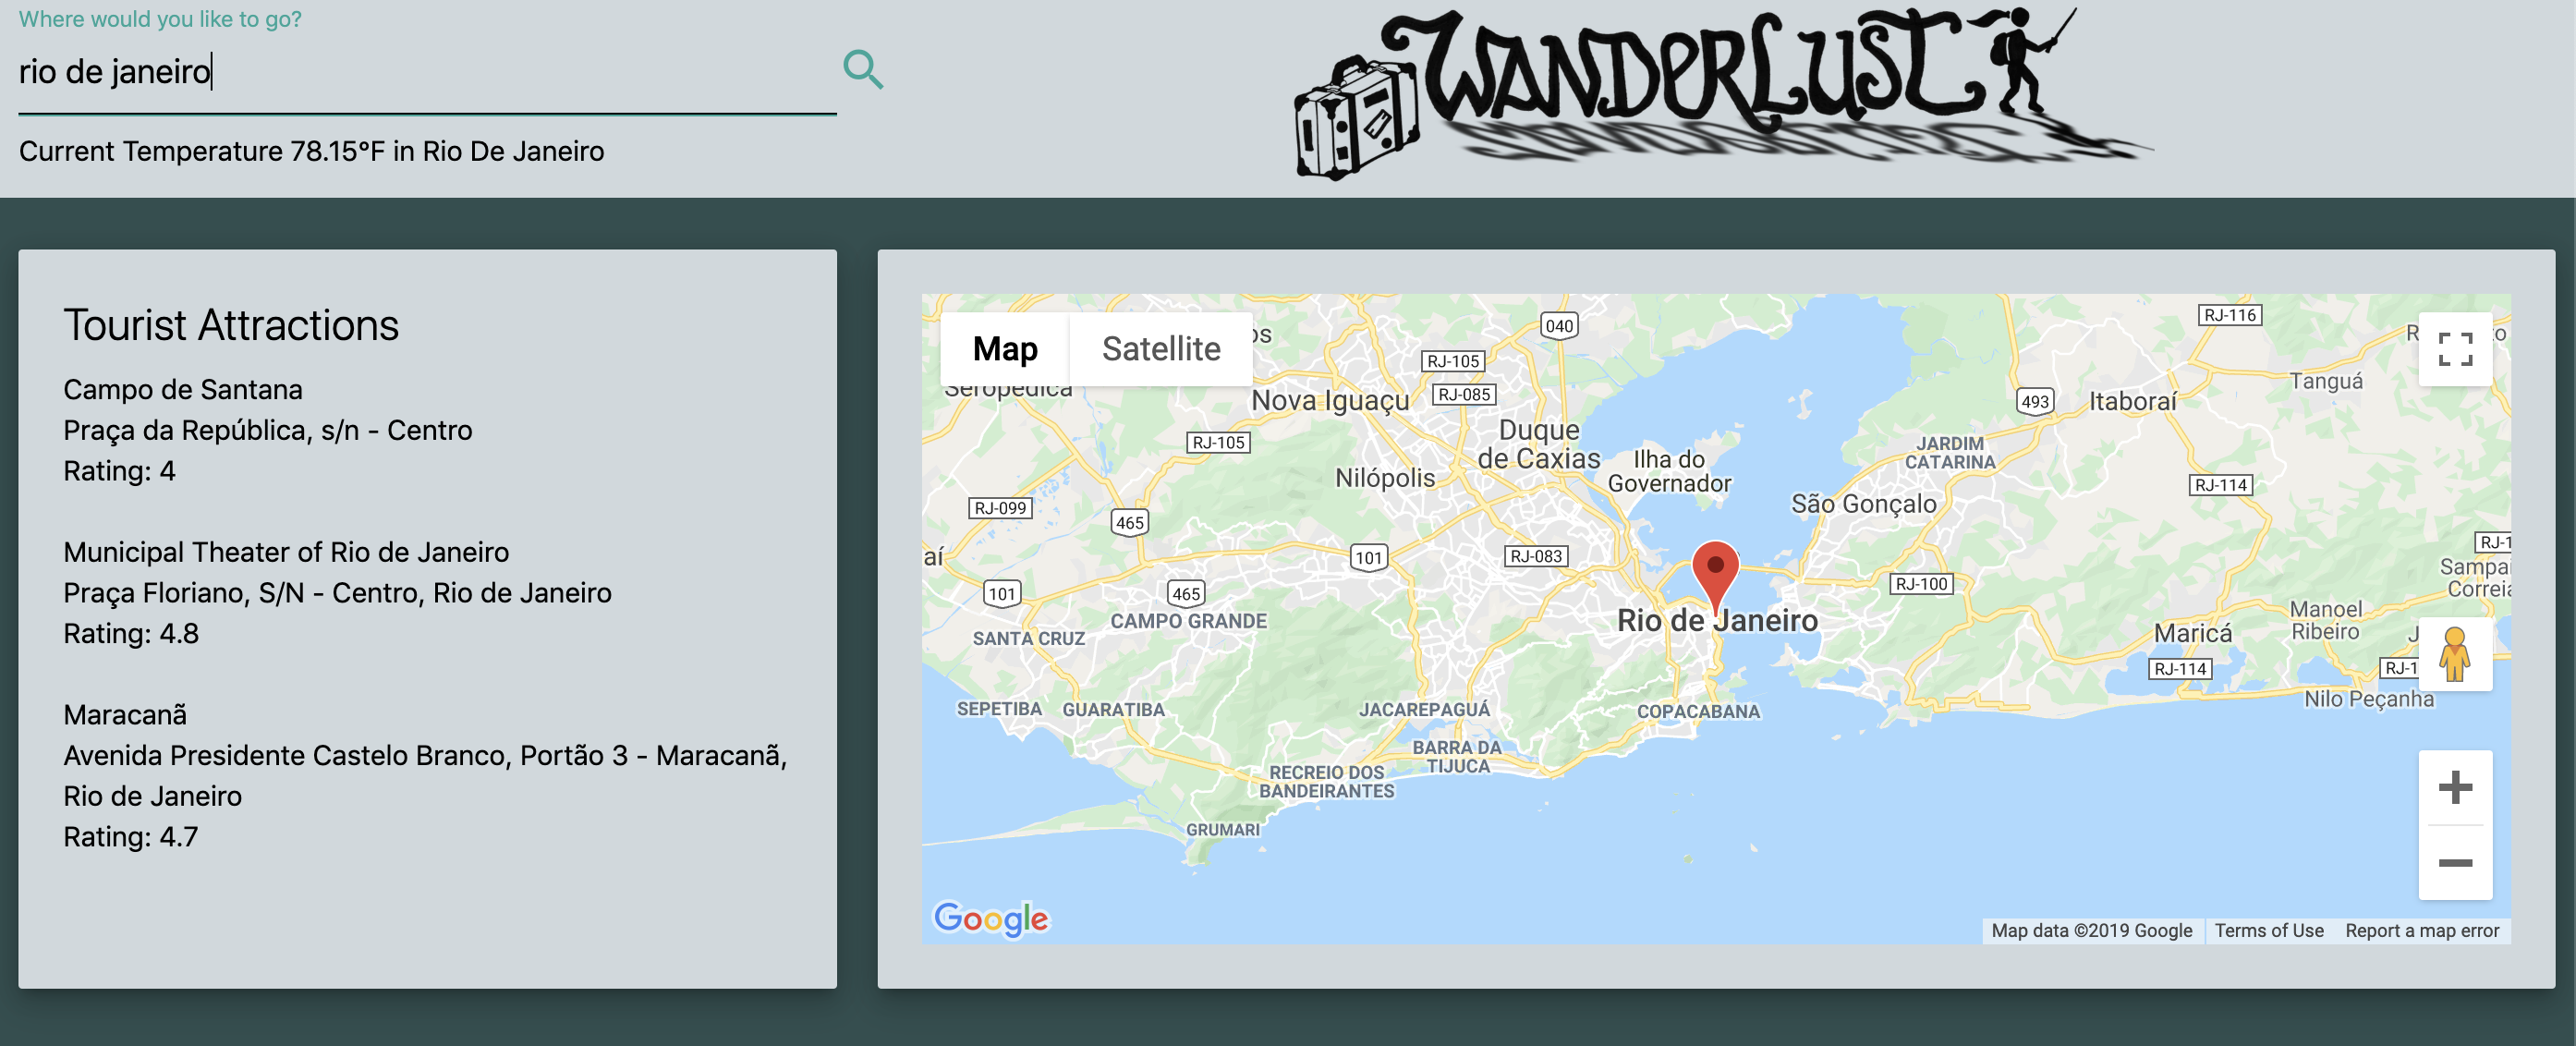 Where would you like to go?
rio de janeiro
Current Temperature 78.15°F in Rio De Janeiro
WANDERLUST
Tourist Attractions
Campo de Santana
Praça da República, s/n - Centro
Rating: 4
Municipal Theater of Rio de Janeiro
Praça Floriano, S/N - Centro, Rio de Janeiro
Rating: 4.8
Maracanã
Avenida Presidente Castelo Branco, Portão 3 - Maracanã,
Rio de Janeiro
Rating: 4.7
Map
Satellite
040
RJ-116
RJ-105
Tanguá
Seropédica
Nova Iguaçu
RJ-085
493
Itaboraí
RJ-105
Duque
de Caxias
JARDIM
CATARINA
Ilha do
Governador
Nilópolis
RJ-114
São Gonçalo
RJ-099
465
RJ-1
101
RJ-083
aí
Sampai
Correia
RJ-100
101
465
CAMPO GRANDE
Rio de Janeiro
Manoel
Ribeiro
SANTA CRUZ
Maricá
RJ-114
RJ-1
Nilo Peçanha
SEPETIBA
GUARATIBA
JACAREPAGUÁ
COPACABANA
BARRA DA
TIJUCA
RECREIO DOS
BANDEIRANTES
GRUMARI
Google
Map data ©2019 Google
Terms of Use
Report a map error